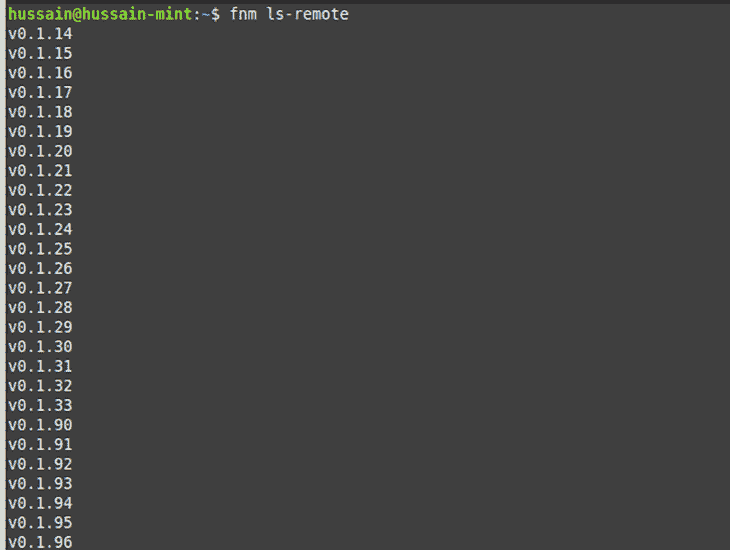 hussain@hussain-mint:~$ fnm ls-remote
v0.1.14
v0.1.15
v0.1.16
v0.1.17
v0.1.18
v0.1.19
v0.1.20
v0.1.21
v0.1.22
v0.1.23
v0.1.24
v0.1.25
v0.1.26
v0.1.27
v0.1.28
v0.1.29
v0.1.30
v0.1.31
v0.1.32
v0.1.33
v0.1.90
v0.1.91
v0.1.92
v0.1.93
v0.1.94
v0.1.95
v0.1.96